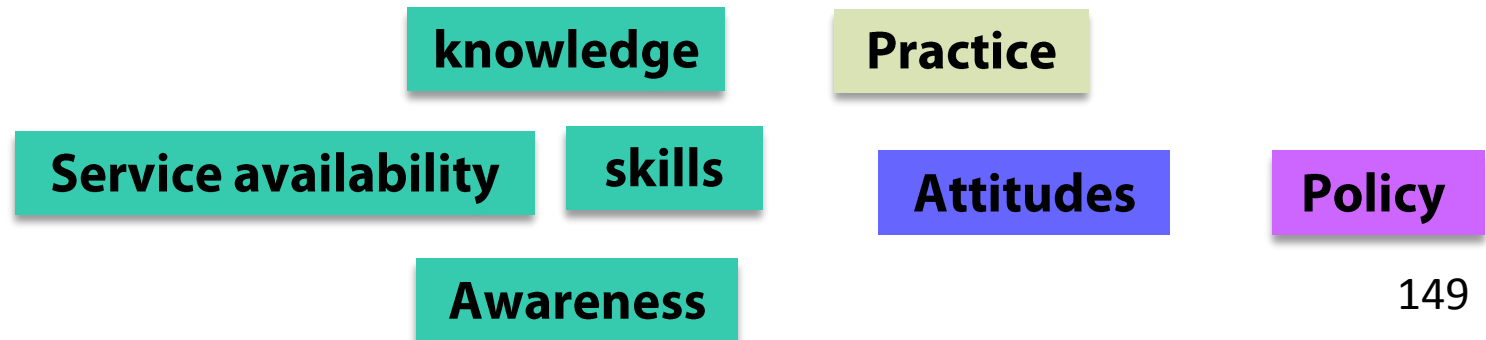 knowledge
Practice
Service availability
skills
Attitudes
Policy
Awareness
149